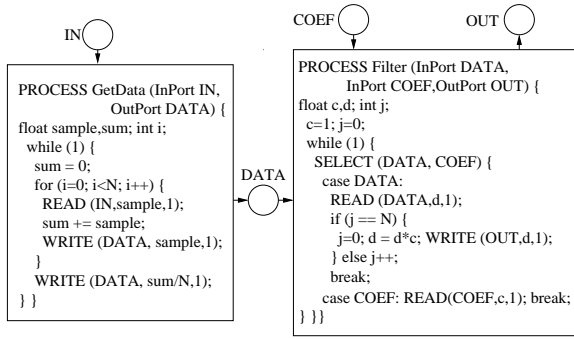 IN
PROCESS GetData (InPort IN,
OutPort DATA) {
float sample,sum; int i;
while (1) {
sum = 0;
for (i=0; i<N; i++) {
READ (IN,sample,1);
sum += sample;
WRITE (DATA, sample,1);
}
WRITE (DATA, sum/N,1);
} }
DATA
COEF
OUT
PROCESS Filter (InPort DATA,
InPort COEF,OutPort OUT) {
float c,d; int j;
c=1; j=0;
while (1) {
SELECT (DATA, COEF) {
case DATA:
READ (DATA,d,1);
if (j == N) {
j=0; d = d*c; WRITE (OUT,d,1);
} else j++;
break;
case COEF: READ(COEF,c,1); break;
} }}